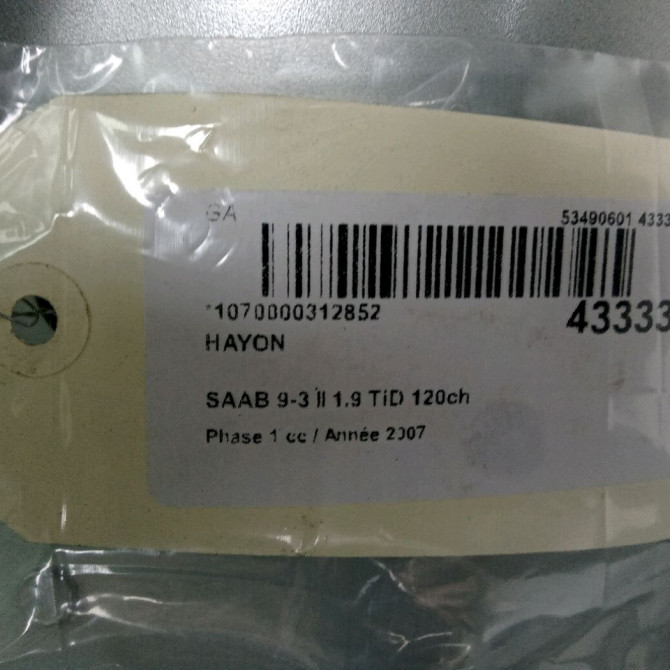 GA
53490601 4333
*1070000312852
43333
HAYON
SAAB 9-3 II 1.9 TiD 120ch
Phase 1 cc / Année 2007